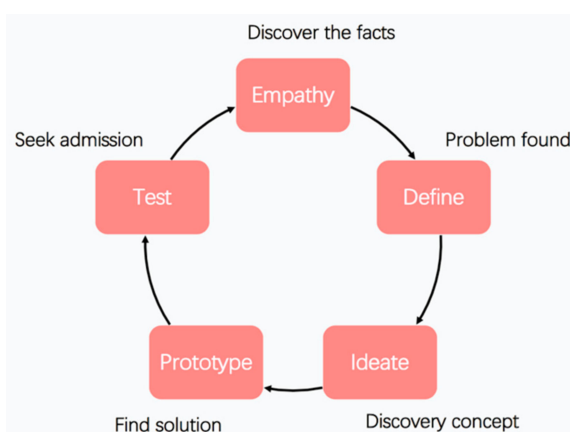 Discover the facts
Empathy
Seek admission
Problem found
Test
Define
Prototype
Ideate
Find solution
Discovery concept